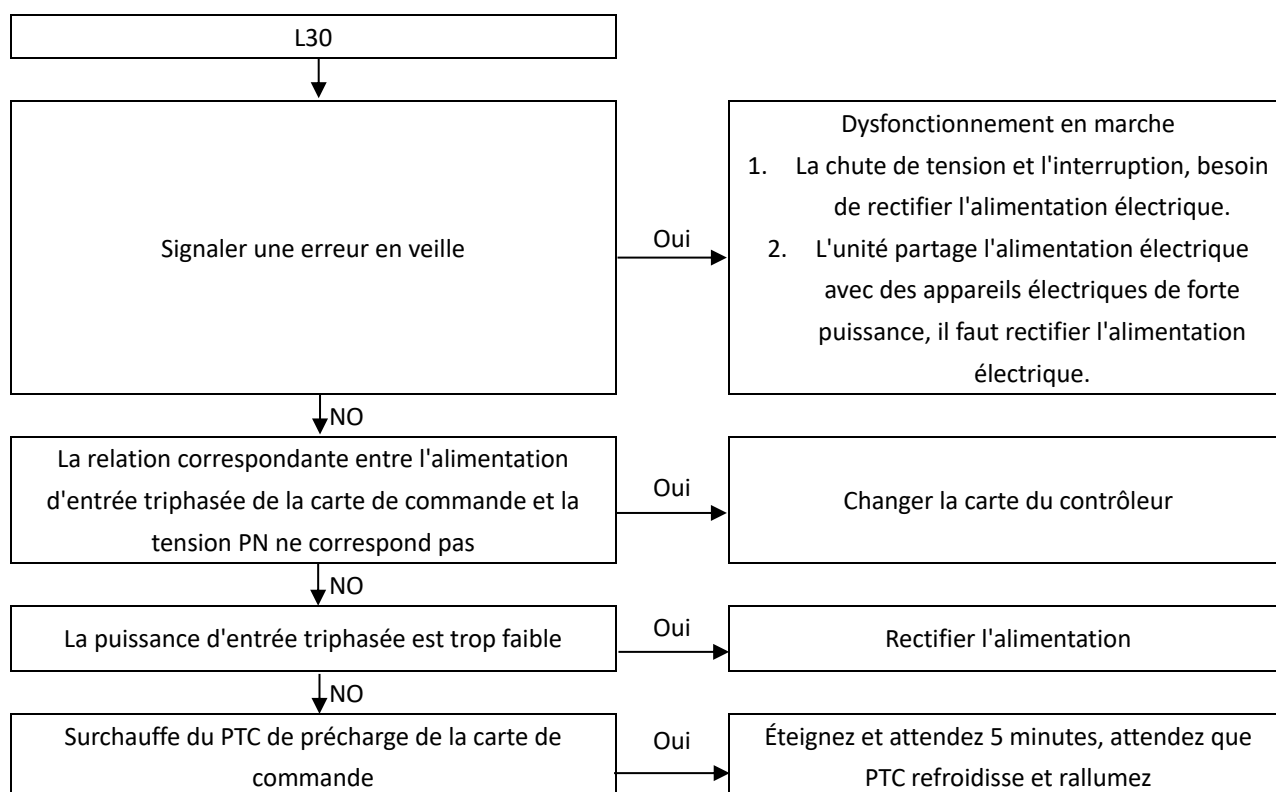 L30
Signaler une erreur en veille
Oui
Dysfonctionnement en marche
1. La chute de tension et l'interruption, besoin
de rectifier l'alimentation électrique.
2. L'unité partage l'alimentation électrique
avec des appareils électriques de forte
puissance, il faut rectifier l'alimentation
électrique.
NO
La relation correspondante entre l'alimentation
d'entrée triphasée de la carte de commande et la
tension PN ne correspond pas
Oui
Changer la carte du contrôleur
NO
La puissance d'entrée triphasée est trop faible
Oui
Rectifier l'alimentation
NO
Surchauffe du PTC de précharge de la carte de
commande
Oui
Éteignez et attendez 5 minutes, attendez que
PTC refroidisse et rallumez